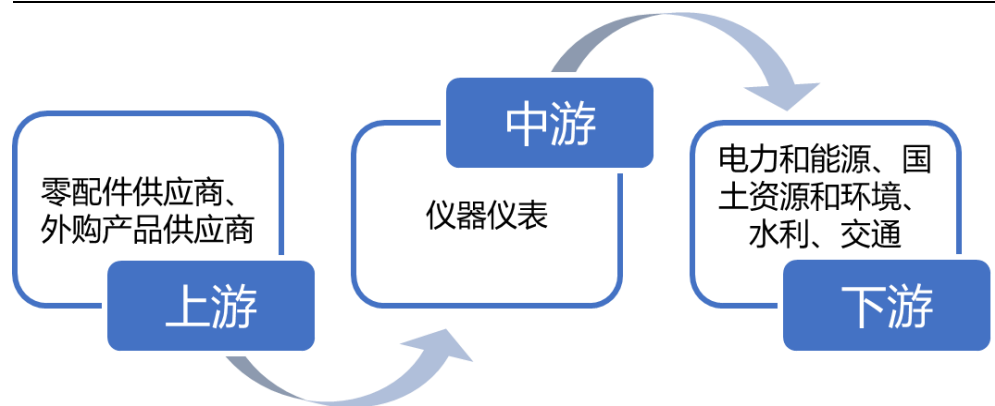 零配件供应商、
外购产品供应商
上游
中游
仪器仪表
电力和能源、国
土资源和环境、
水利、交通
下游